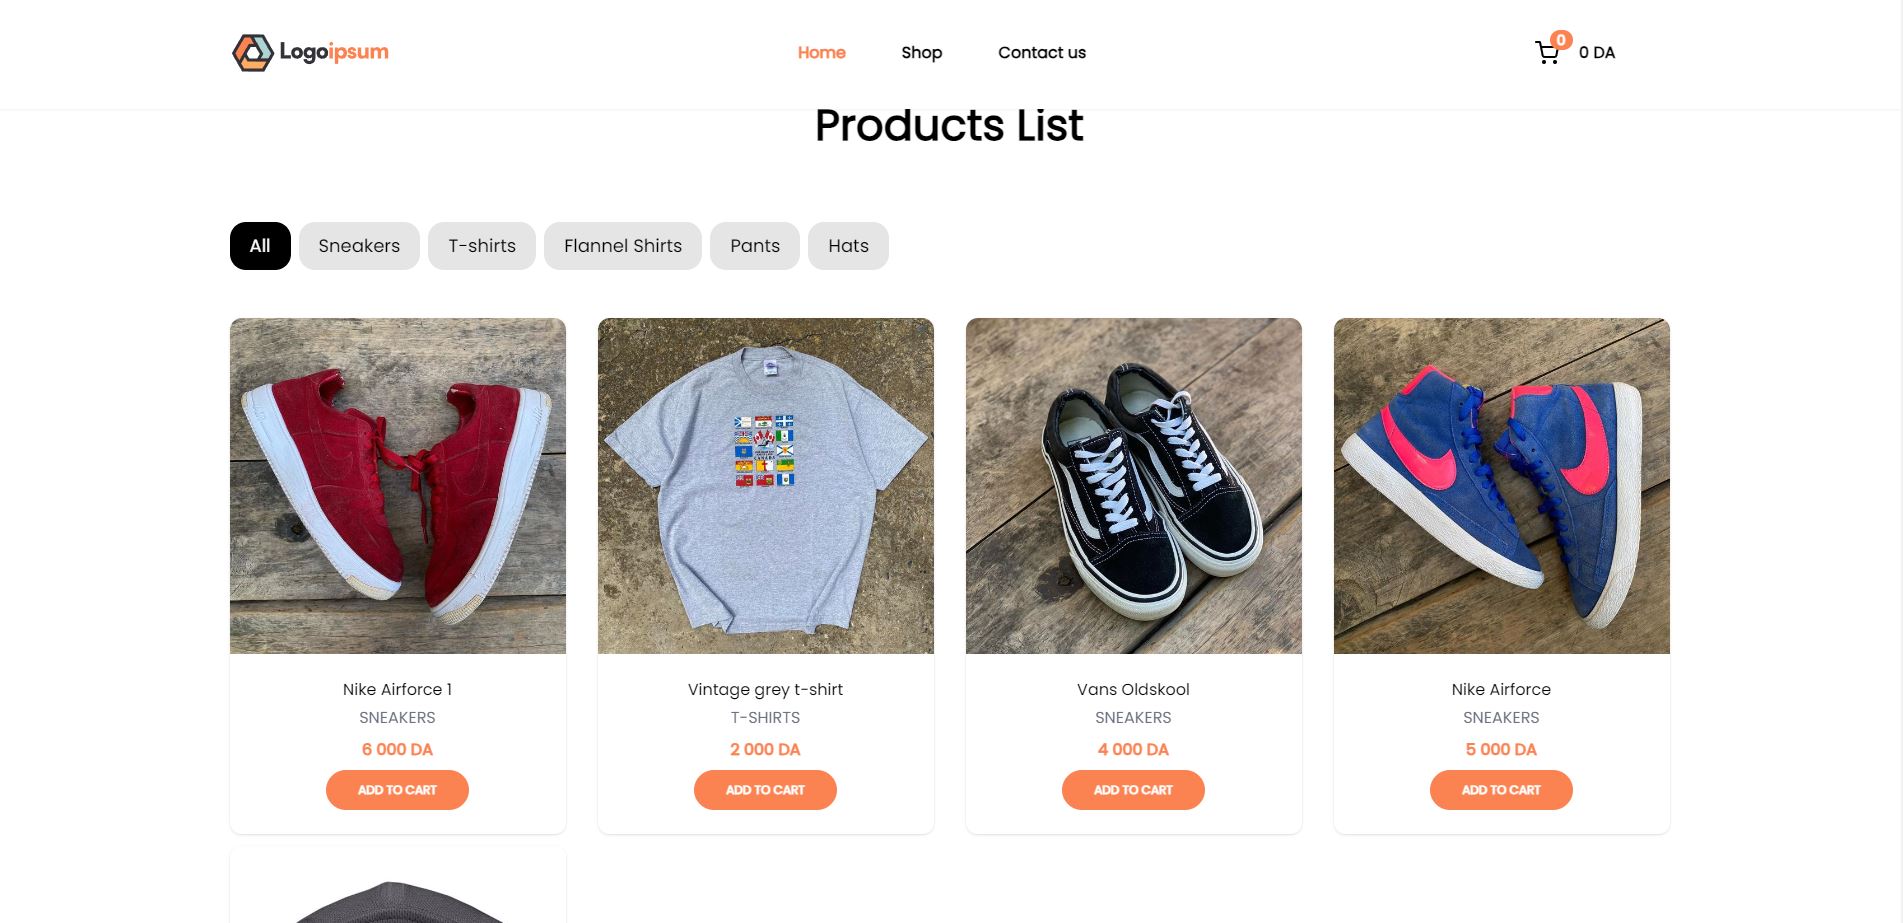 Logoipsum
Home
Shop
Contact us
0
0 DA
Products List
All
Sneakers
T-shirts
Flannel Shirts
Pants
Hats
Nike Airforce 1
SNEAKERS
6 000 DA
ADD TO CART
Vintage grey t-shirt
T-SHIRTS
2 000 DA
ADD TO CART
Vans Oldskool
SNEAKERS
4 000 DA
ADD TO CART
Nike Airforce
SNEAKERS
5 000 DA
ADD TO CART